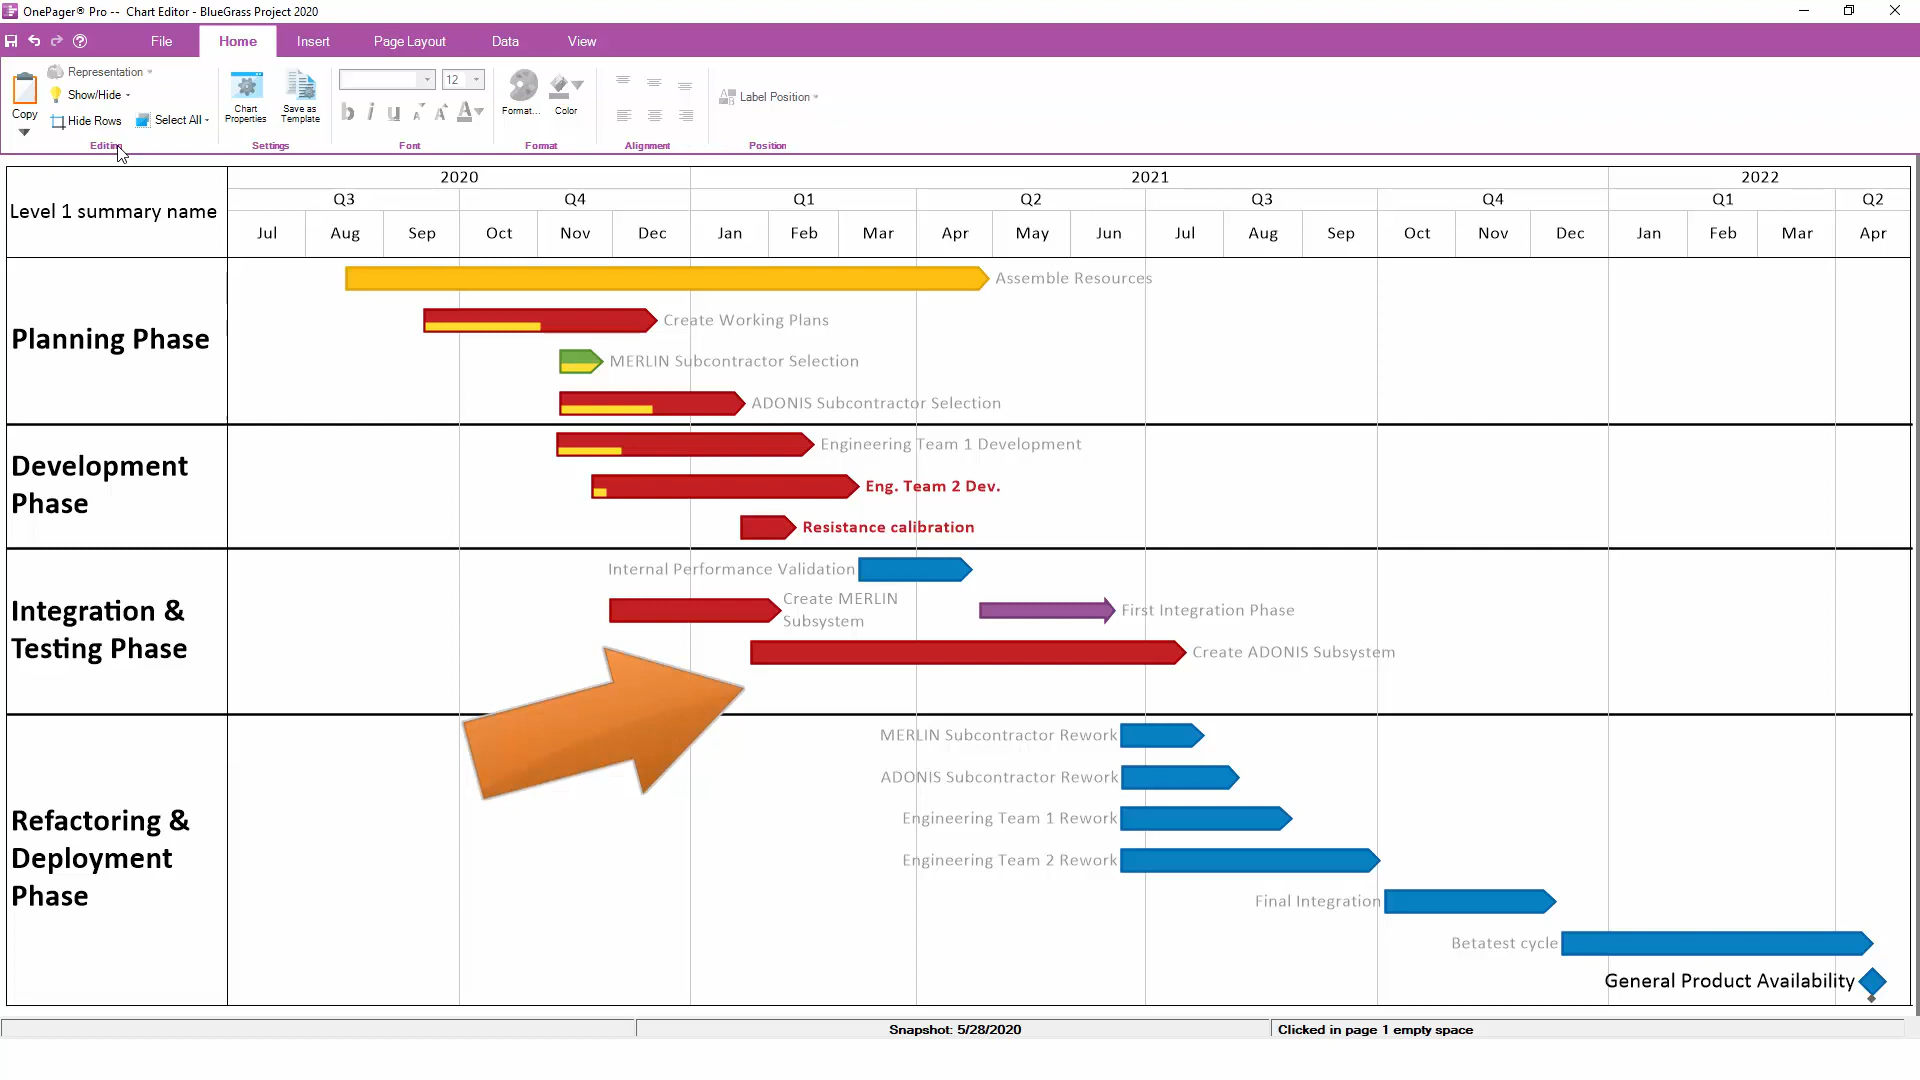 OnePager® Pro -- Chart Editor - BlueGrass Project 2020
File Home Insert Page Layout Data View
Copy
Representation
Show/Hide
Hide Rows
Select All
Editing
Chart
Properties
Save as
Template
Settings
12
b i u A A A
Font
Format...
Color
Format
Alignment
Label Position
Position
Level 1 summary name
2020 2021 2022
Q3 Q4 Q1 Q2 Q3 Q4 Q1 Q2
Jul Aug Sep Oct Nov Dec Jan Feb Mar Apr May Jun Jul Aug Sep Oct Nov Dec Jan Feb Mar Apr
Planning Phase
Assemble Resources
Create Working Plans
MERLIN Subcontractor Selection
ADONIS Subcontractor Selection
Development
Phase
Engineering Team 1 Development
Eng. Team 2 Dev.
Resistance calibration
Integration &
Testing Phase
Internal Performance Validation
Create MERLIN
Subsystem
First Integration Phase
Create ADONIS Subsystem
Refactoring &
Deployment
Phase
MERLIN Subcontractor Rework
ADONIS Subcontractor Rework
Engineering Team 1 Rework
Engineering Team 2 Rework
Final Integration
Betatest cycle
General Product Availability
Snapshot: 5/28/2020
Clicked in page 1 empty space